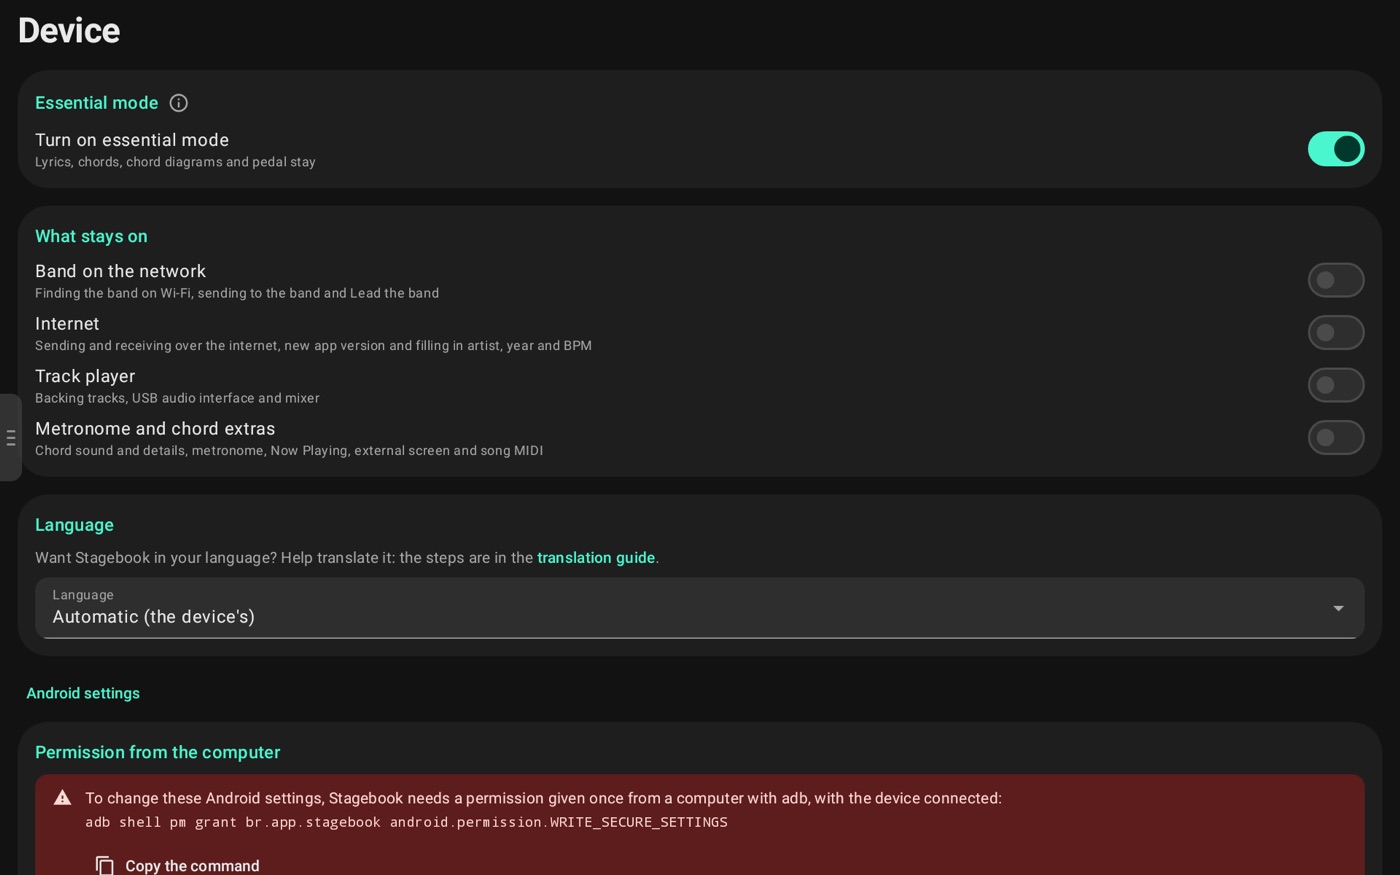 Device
Essential mode
Turn on essential mode
Lyrics, chords, chord diagrams and pedal stay
What stays on
Band on the network
Finding the band on Wi-Fi, sending to the band and Lead the band
Internet
Sending and receiving over the internet, new app version and filling in artist, year and BPM
Track player
Backing tracks, USB audio interface and mixer
Metronome and chord extras
Chord sound and details, metronome, Now Playing, external screen and song MIDI
Language
Want Stagebook in your language? Help translate it: the steps are in the translation guide.
Language
Automatic (the device's)
Android settings
Permission from the computer
To change these Android settings, Stagebook needs a permission given once from a computer with adb, with the device connected:
adb shell pm grant br.app.stagebook android.permission.WRITE_SECURE_SETTINGS
Copy the command